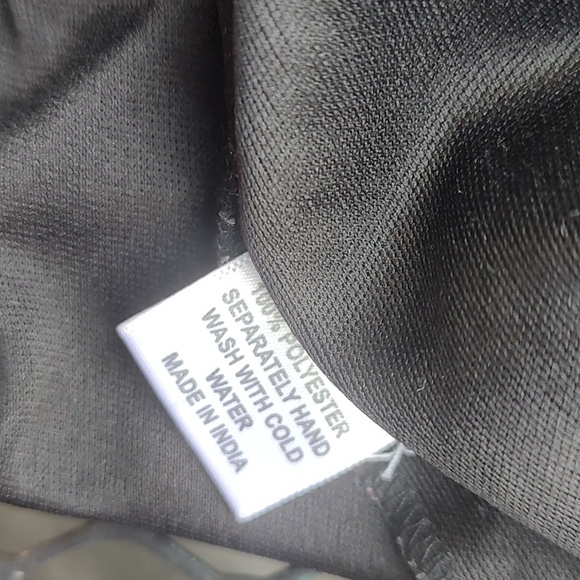 100% POLYESTER
SEPARATELY HAND
WASH WITH COLD
WATER
MADE IN INDIA